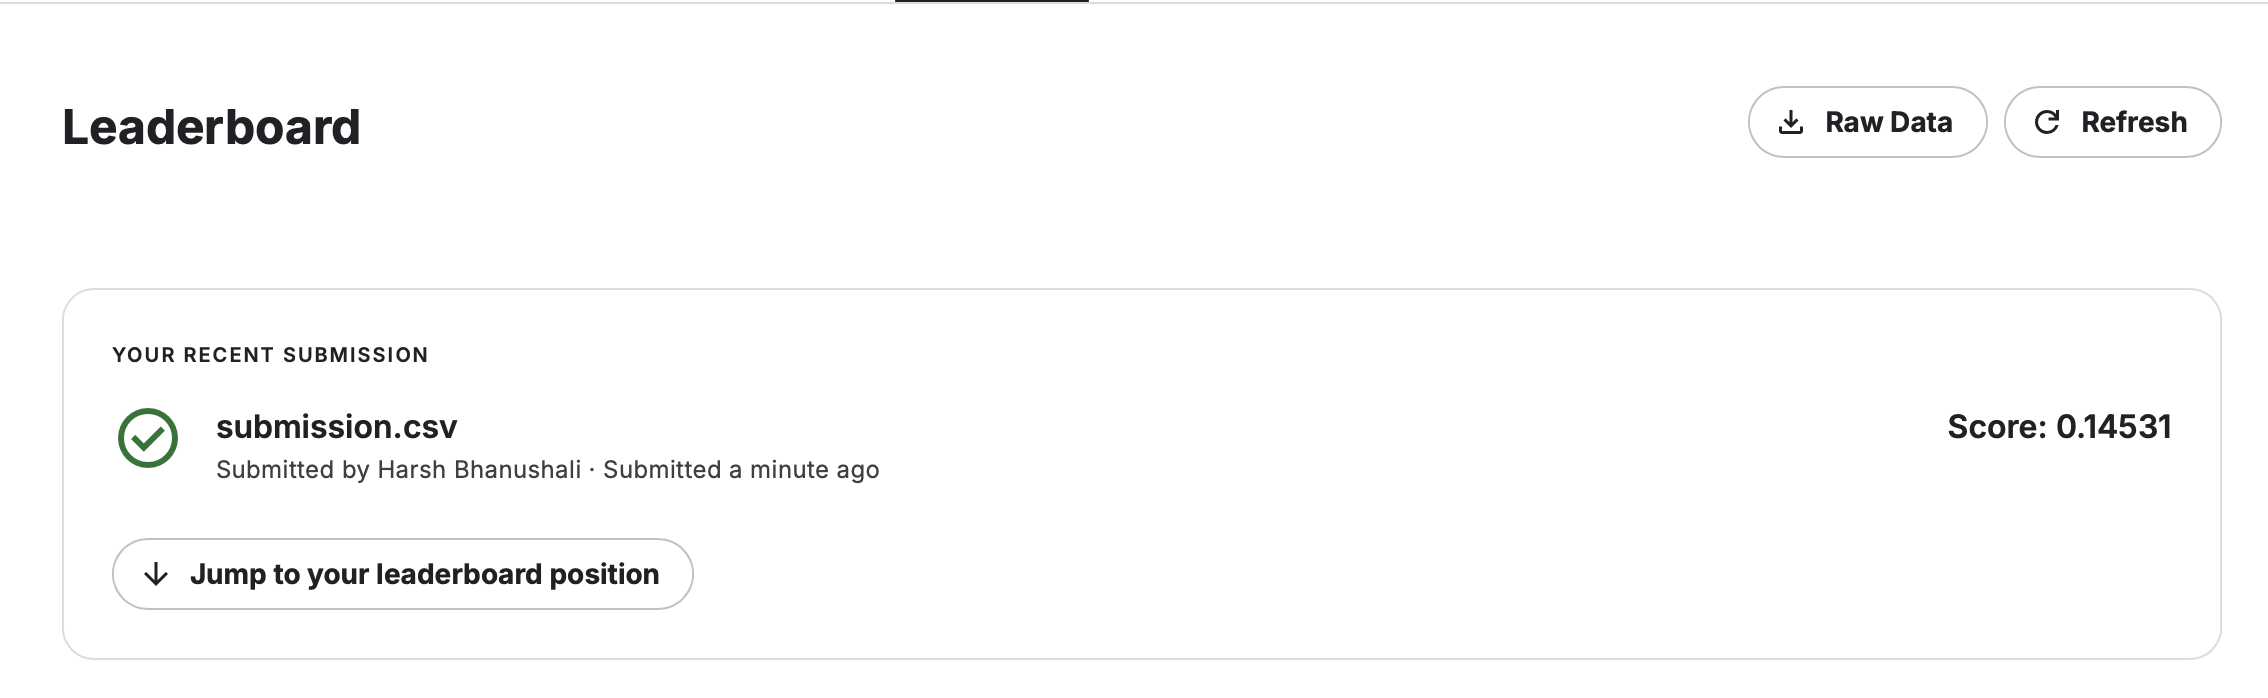 Leaderboard
Raw Data
Refresh
YOUR RECENT SUBMISSION
submission.csv
Score: 0.14531
Submitted by Harsh Bhanushali · Submitted a minute ago
Jump to your leaderboard position